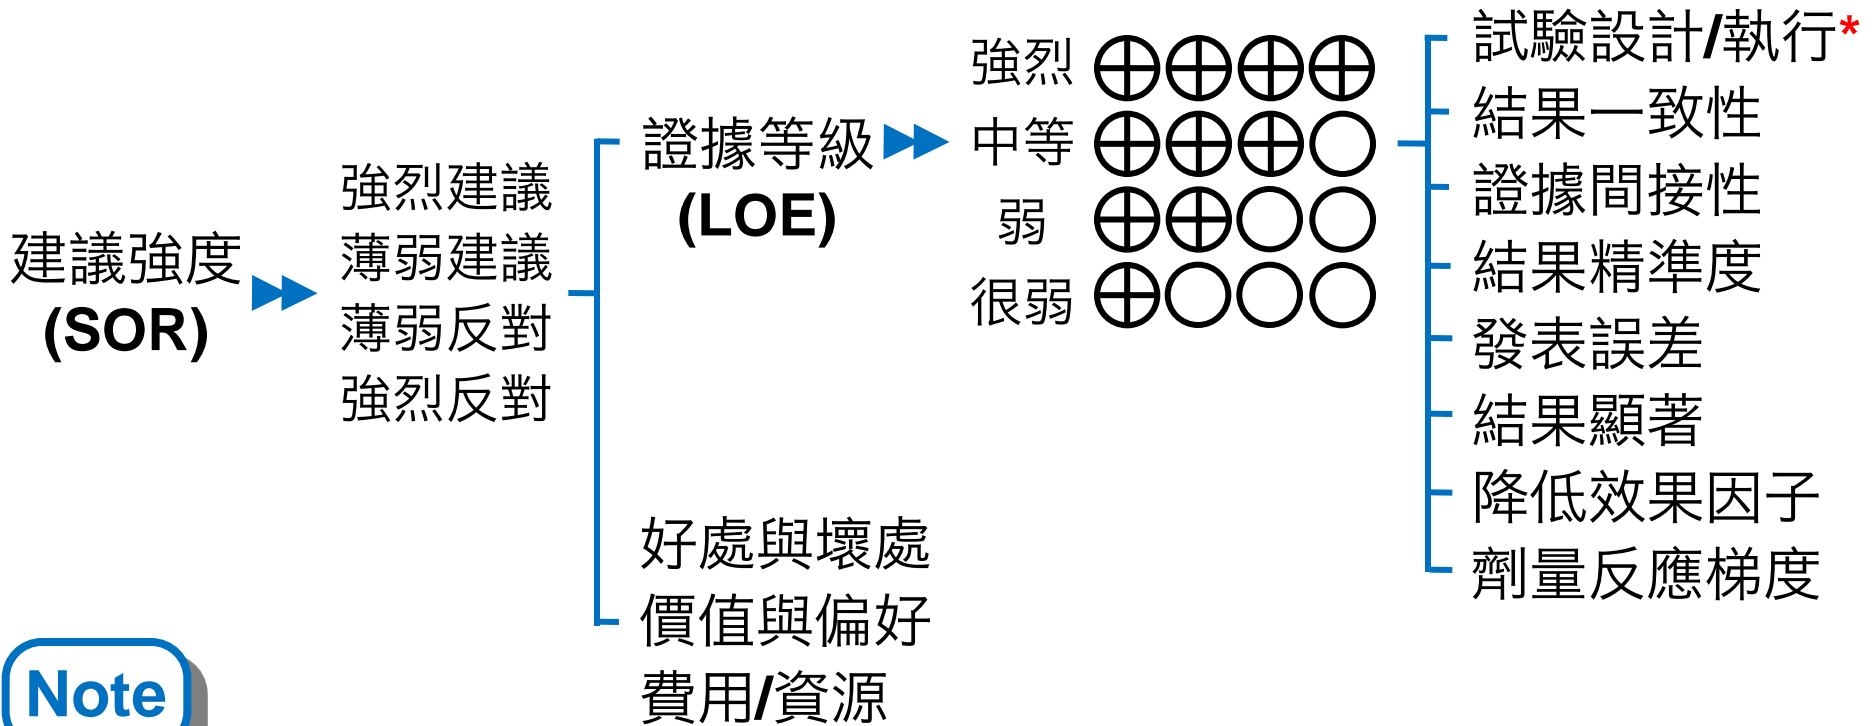 建議強度
(SOR)
強烈建議
薄弱建議
薄弱反對
強烈反對
證據等級
(LOE)
好處與壞處
價值與偏好
費用/資源
強烈
中等
弱
很弱
試驗設計/執行*
結果一致性
證據間接性
結果精準度
發表誤差
結果顯著
降低效果因子
劑量反應梯度
Note